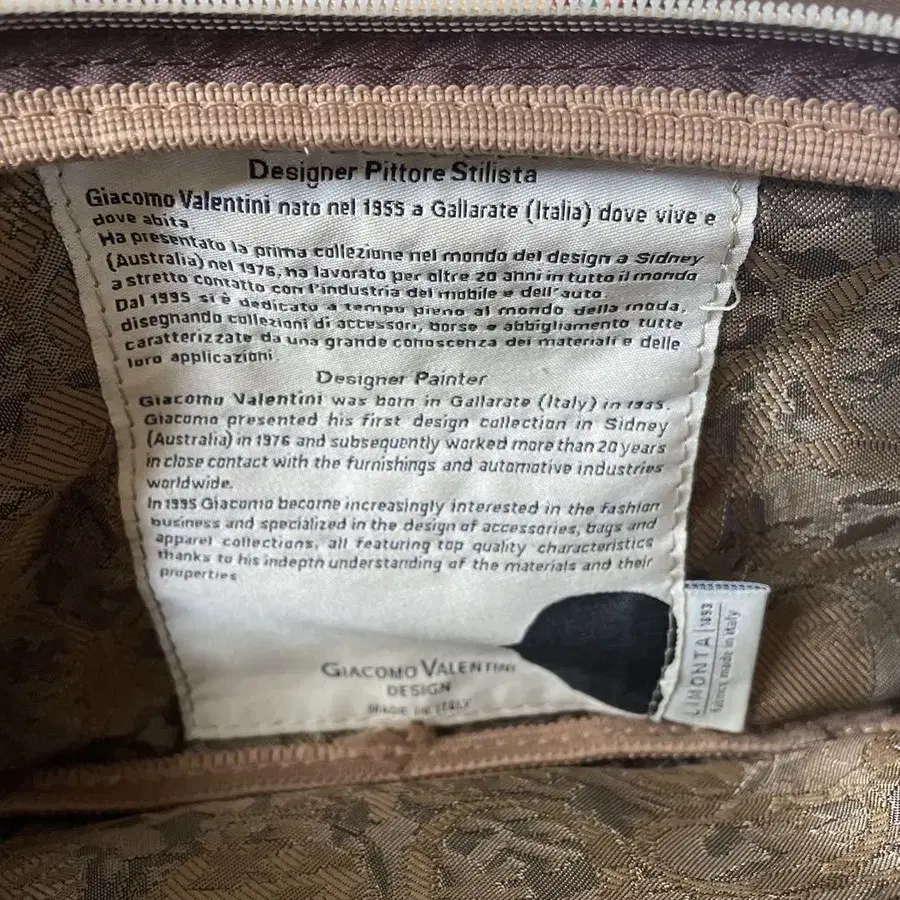 Designer Pittore Stilista
Giacomo Valentini nato nel 1955 a Gallarate (Italia) dove vive e
dove abita
Ha presentato la prima collezione nel mondo del design a Sidney
(Australia) nel 1976, ha lavorato per oltre 20 anni in tutto il mondo
a stretto contatto con l'industria del mobile e dell'auto.
Dal 1995 si è dedicato a tempo pieno al mondo della moda,
disegnando collezioni di accessori, borse e abbigliamento tutte
caratterizzate da una grande conoscenza dei materiali e delle
loro applicazioni.
Designer Painter
Giacomo Valentini was born in Gallarate (Italy) in 1955.
Giacomo presented his first design collection in Sidney
(Australia) in 1976 and subsequently worked more than 20 years
in close contact with the furnishings and automotive industries
worldwide.
In 1995 Giacomo become increasingly interested in the fashion
business and specialized in the design of accessories, bags and
apparel collections, all featuring top quality characteristics
thanks to his indepth understanding of the materials and their
properties
GIACOMO VALENTINI
DESIGN
MADE IN ITALY
LIMONTA | 1893
fabrics made in italy